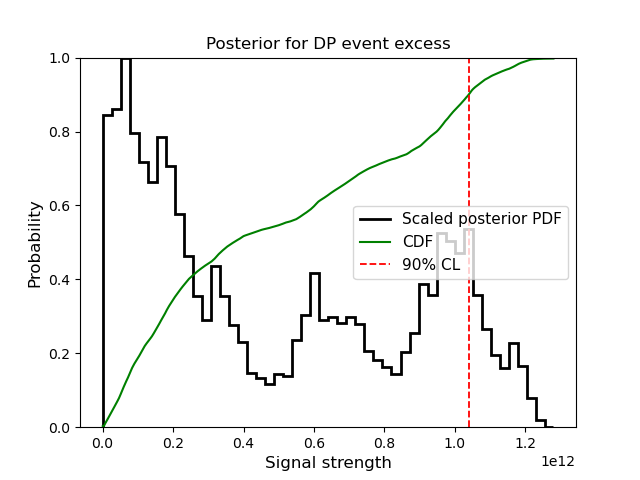 Posterior for DP event excess
1.0
0.8
0.6
0.4
0.2
0.0
Probability
Scaled posterior PDF
CDF
90% CL
0.0 0.2 0.4 0.6 0.8 1.0 1.2
1e12
Signal strength